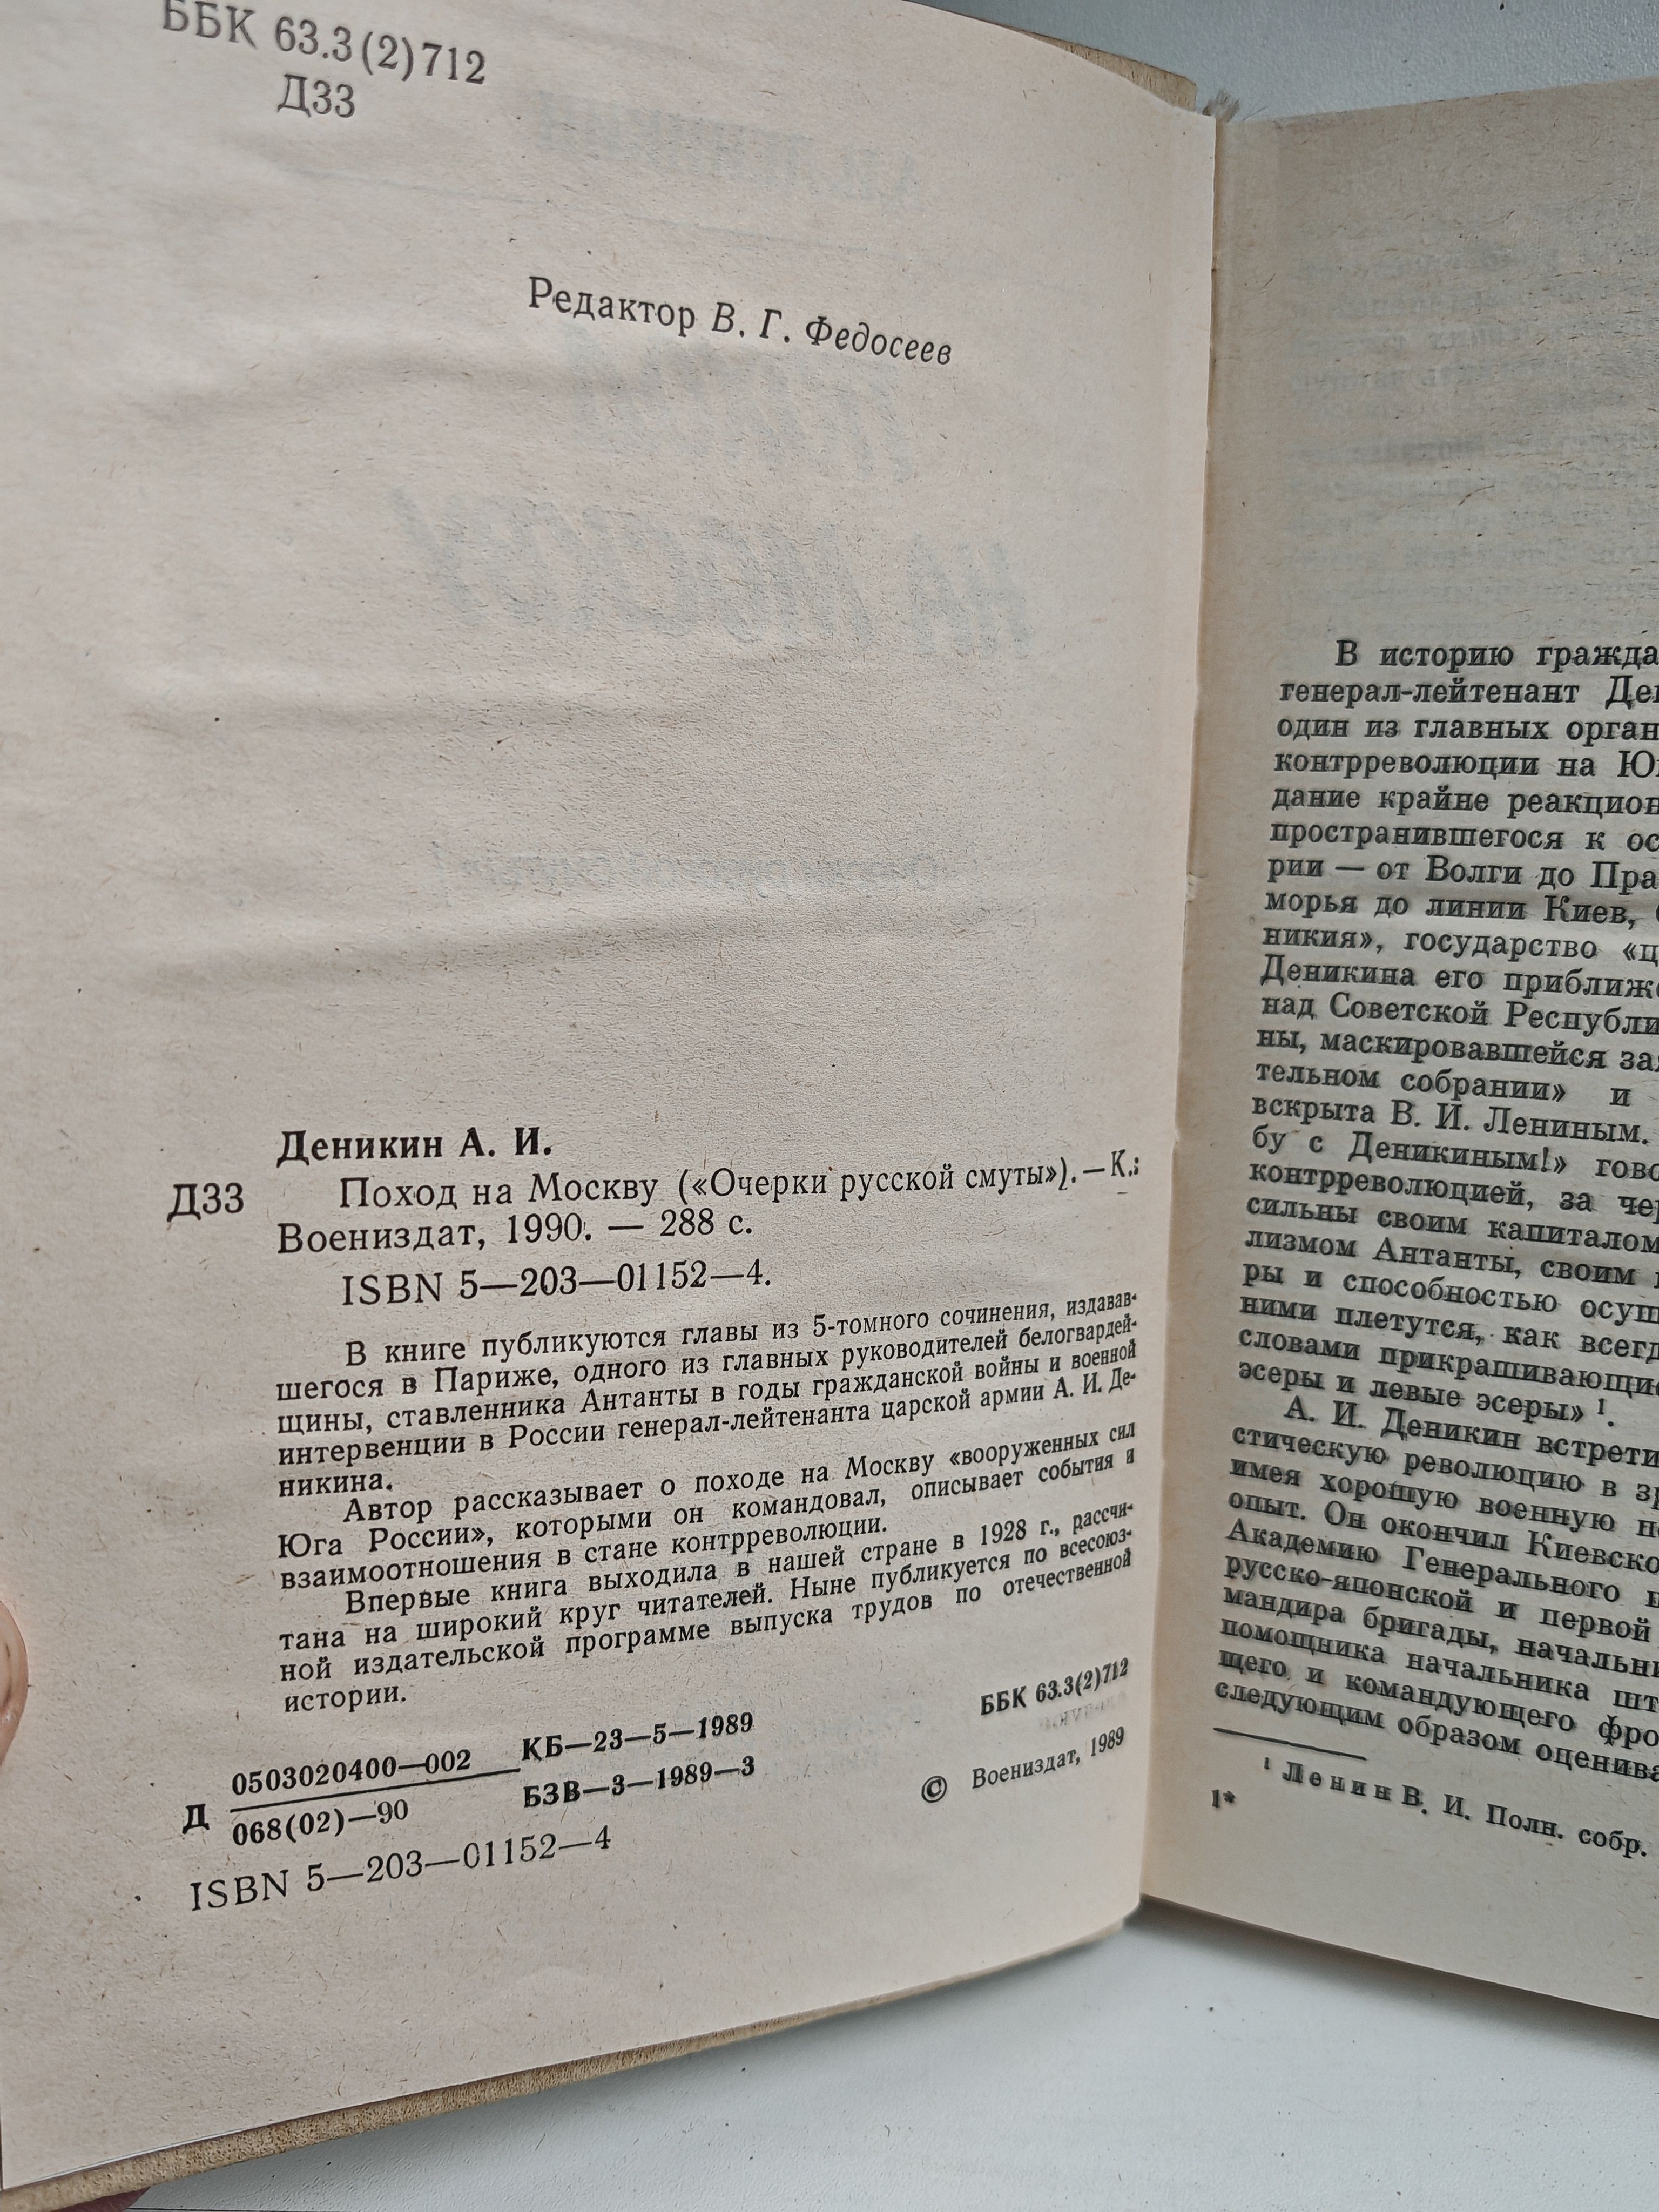 ББК 63.3(2)712
Д33
Редактор В. Г. Федосеев
Деникин А. И.
Д33 Поход на Москву («Очерки русской смуты»). — К.:
Воениздат, 1990. — 288 с.
ISBN 5—203—01152—4.
В книге публикуются главы из 5-томного сочинения, издавав-
шегося в Париже, одного из главных руководителей белогвардей-
щины, ставленника Антанты в годы гражданской войны и военной
интервенции в России генерал-лейтенанта царской армии А. И. Де-
никина.
Автор рассказывает о походе на Москву «вооруженных сил
Юга России», которыми он командовал, описывает события и
взаимоотношения в стане контрреволюции.
Впервые книга выходила в нашей стране в 1928 г., рассчи-
тана на широкий круг читателей. Ныне публикуется по всесоюз-
ной издательской программе выпуска трудов по отечественной
истории.
Д 0503020400—002 КБ—23—5—1989
068(02)—90 БЗВ—3—1989—3
ББК 63.3(2)712
ISBN 5—203—01152—4
© Воениздат, 1989
В историю гражда
генерал-лейтенант Де
один из главных орган
контрреволюции на Ю
дание крайне реакцион
пространившегося к ос
рии — от Волги до Пра
морья до линии Киев,
никия», государство «ц
Деникина его приближ
над Советской Республи
ны, маскировавшейся за
тельном собрании» и
вскрыта В. И. Лениным.
бу с Деникиным!» гово
контрреволюцией, за че
сильны своим капиталом
лизмом Антанты, своим
ры и способностью осущ
ними плетутся, как всегд
словами прикрашивающи
эсеры и левые эсеры» ¹.
А. И. Деникин встрети
стическую революцию в з
имея хорошую военную п
опыт. Он окончил Киевско
Академию Генерального
русско-японской и первой
мандира бригады, начальн
помощника начальника шт
щего и командующего фро
следующим образом оценива
¹ Ленин В. И. Полн. собр.
1*